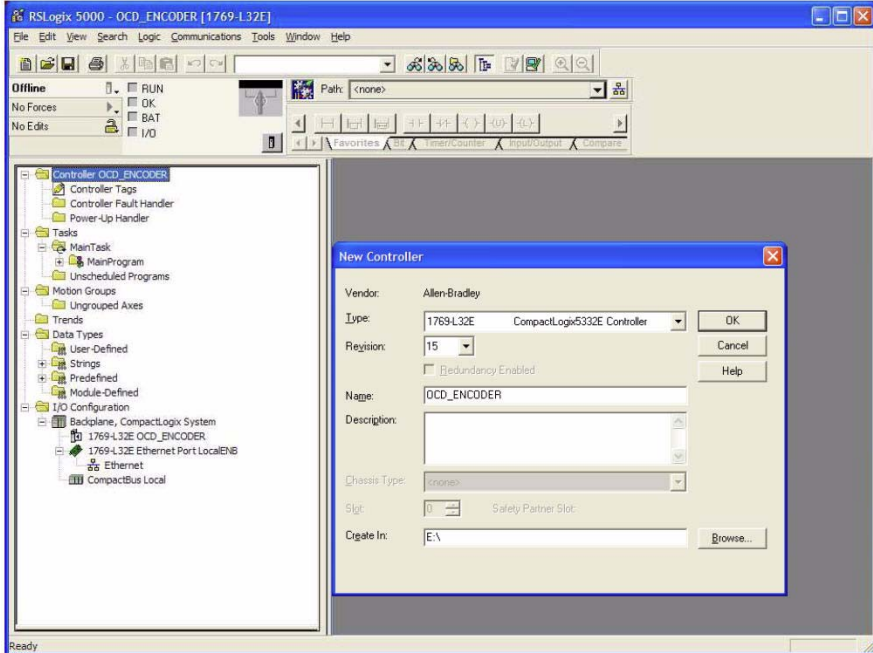 RSLogix 5000 - OCD_ENCODER [1769-L32E]
File Edit View Search Logic Communications Tools Window Help
Offline
RUN
No Forces
OK
No Edits
BAT
I/O
Path: <none>
Favorites Bit Timer/Counter Input/Output Compare
Controller OCD_ENCODER
Controller Tags
Controller Fault Handler
Power-Up Handler
Tasks
MainTask
MainProgram
Unscheduled Programs
Motion Groups
Ungrouped Axes
Trends
Data Types
User-Defined
Strings
Predefined
Module-Defined
I/O Configuration
Backplane, CompactLogix System
1769-L32E OCD_ENCODER
1769-L32E Ethernet Port LocalENB
Ethernet
CompactBus Local
New Controller
Vendor: Allen-Bradley
Type: 1769-L32E CompactLogix5332E Controller
OK
Revision: 15
Cancel
Redundancy Enabled
Help
Name: OCD_ENCODER
Description:
Chassis Type: <none>
Slot: 0 Safety Partner Slot:
Create In: E:\
Browse...
Ready